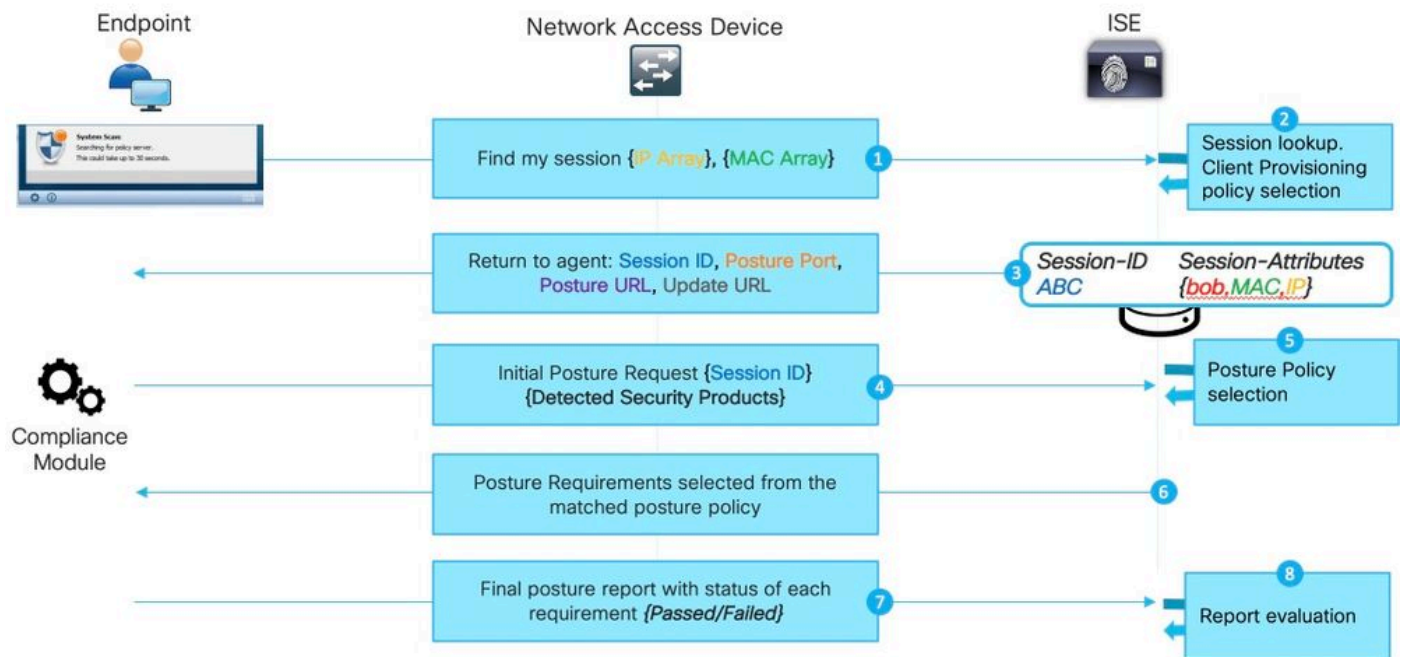 Endpoint
Network Access Device
ISE
System Scan:
Searching for policy server.
This could take up to 30 seconds.
Find my session {IP Array}, {MAC Array}
1
2
Session lookup.
Client Provisioning
policy selection
Return to agent: Session ID, Posture Port,
Posture URL, Update URL
3
Session-ID Session-Attributes
ABC {bob,MAC,IP}
Compliance
Module
Initial Posture Request {Session ID}
{Detected Security Products}
4
5
Posture Policy
selection
Posture Requirements selected from the
matched posture policy
6
Final posture report with status of each
requirement {Passed/Failed}
7
8
Report evaluation